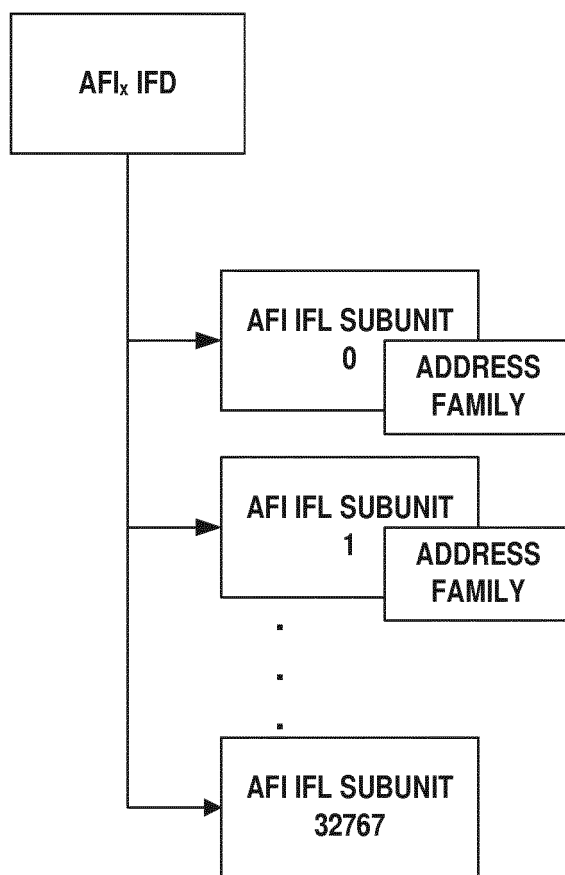 AFIₓ IFD
AFI IFL SUBUNIT
0
ADDRESS
FAMILY
AFI IFL SUBUNIT
1
ADDRESS
FAMILY
AFI IFL SUBUNIT
32767